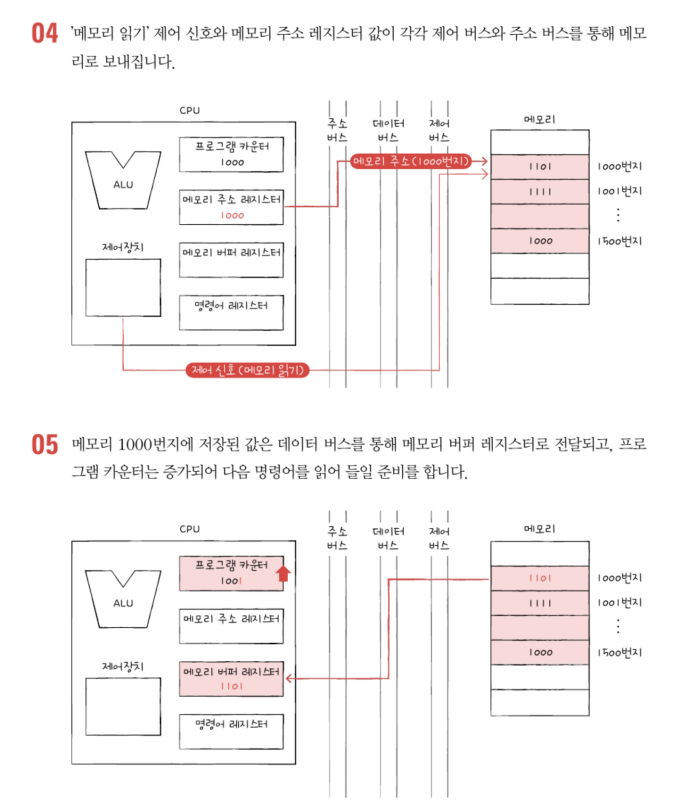 04 '메모리 읽기' 제어 신호와 메모리 주소 레지스터 값이 각각 제어 버스와 주소 버스를 통해 메모
리로 보내집니다.
CPU
주소 버스
데이터 버스
제어 버스
메모리
프로그램 카운터
1000
ALU
메모리 주소 레지스터
1000
메모리 주소(1000번지)
1101 1000번지
1111 1001번지
⋮
1000 1500번지
제어장치
메모리 버퍼 레지스터
명령어 레지스터
제어 신호(메모리 읽기)
05 메모리 1000번지에 저장된 값은 데이터 버스를 통해 메모리 버퍼 레지스터로 전달되고, 프로
그램 카운터는 증가되어 다음 명령어를 읽어 들일 준비를 합니다.
CPU
주소 버스
데이터 버스
제어 버스
메모리
프로그램 카운터
1001
ALU
메모리 주소 레지스터
1101 1000번지
1111 1001번지
⋮
1000 1500번지
제어장치
메모리 버퍼 레지스터
1101
명령어 레지스터